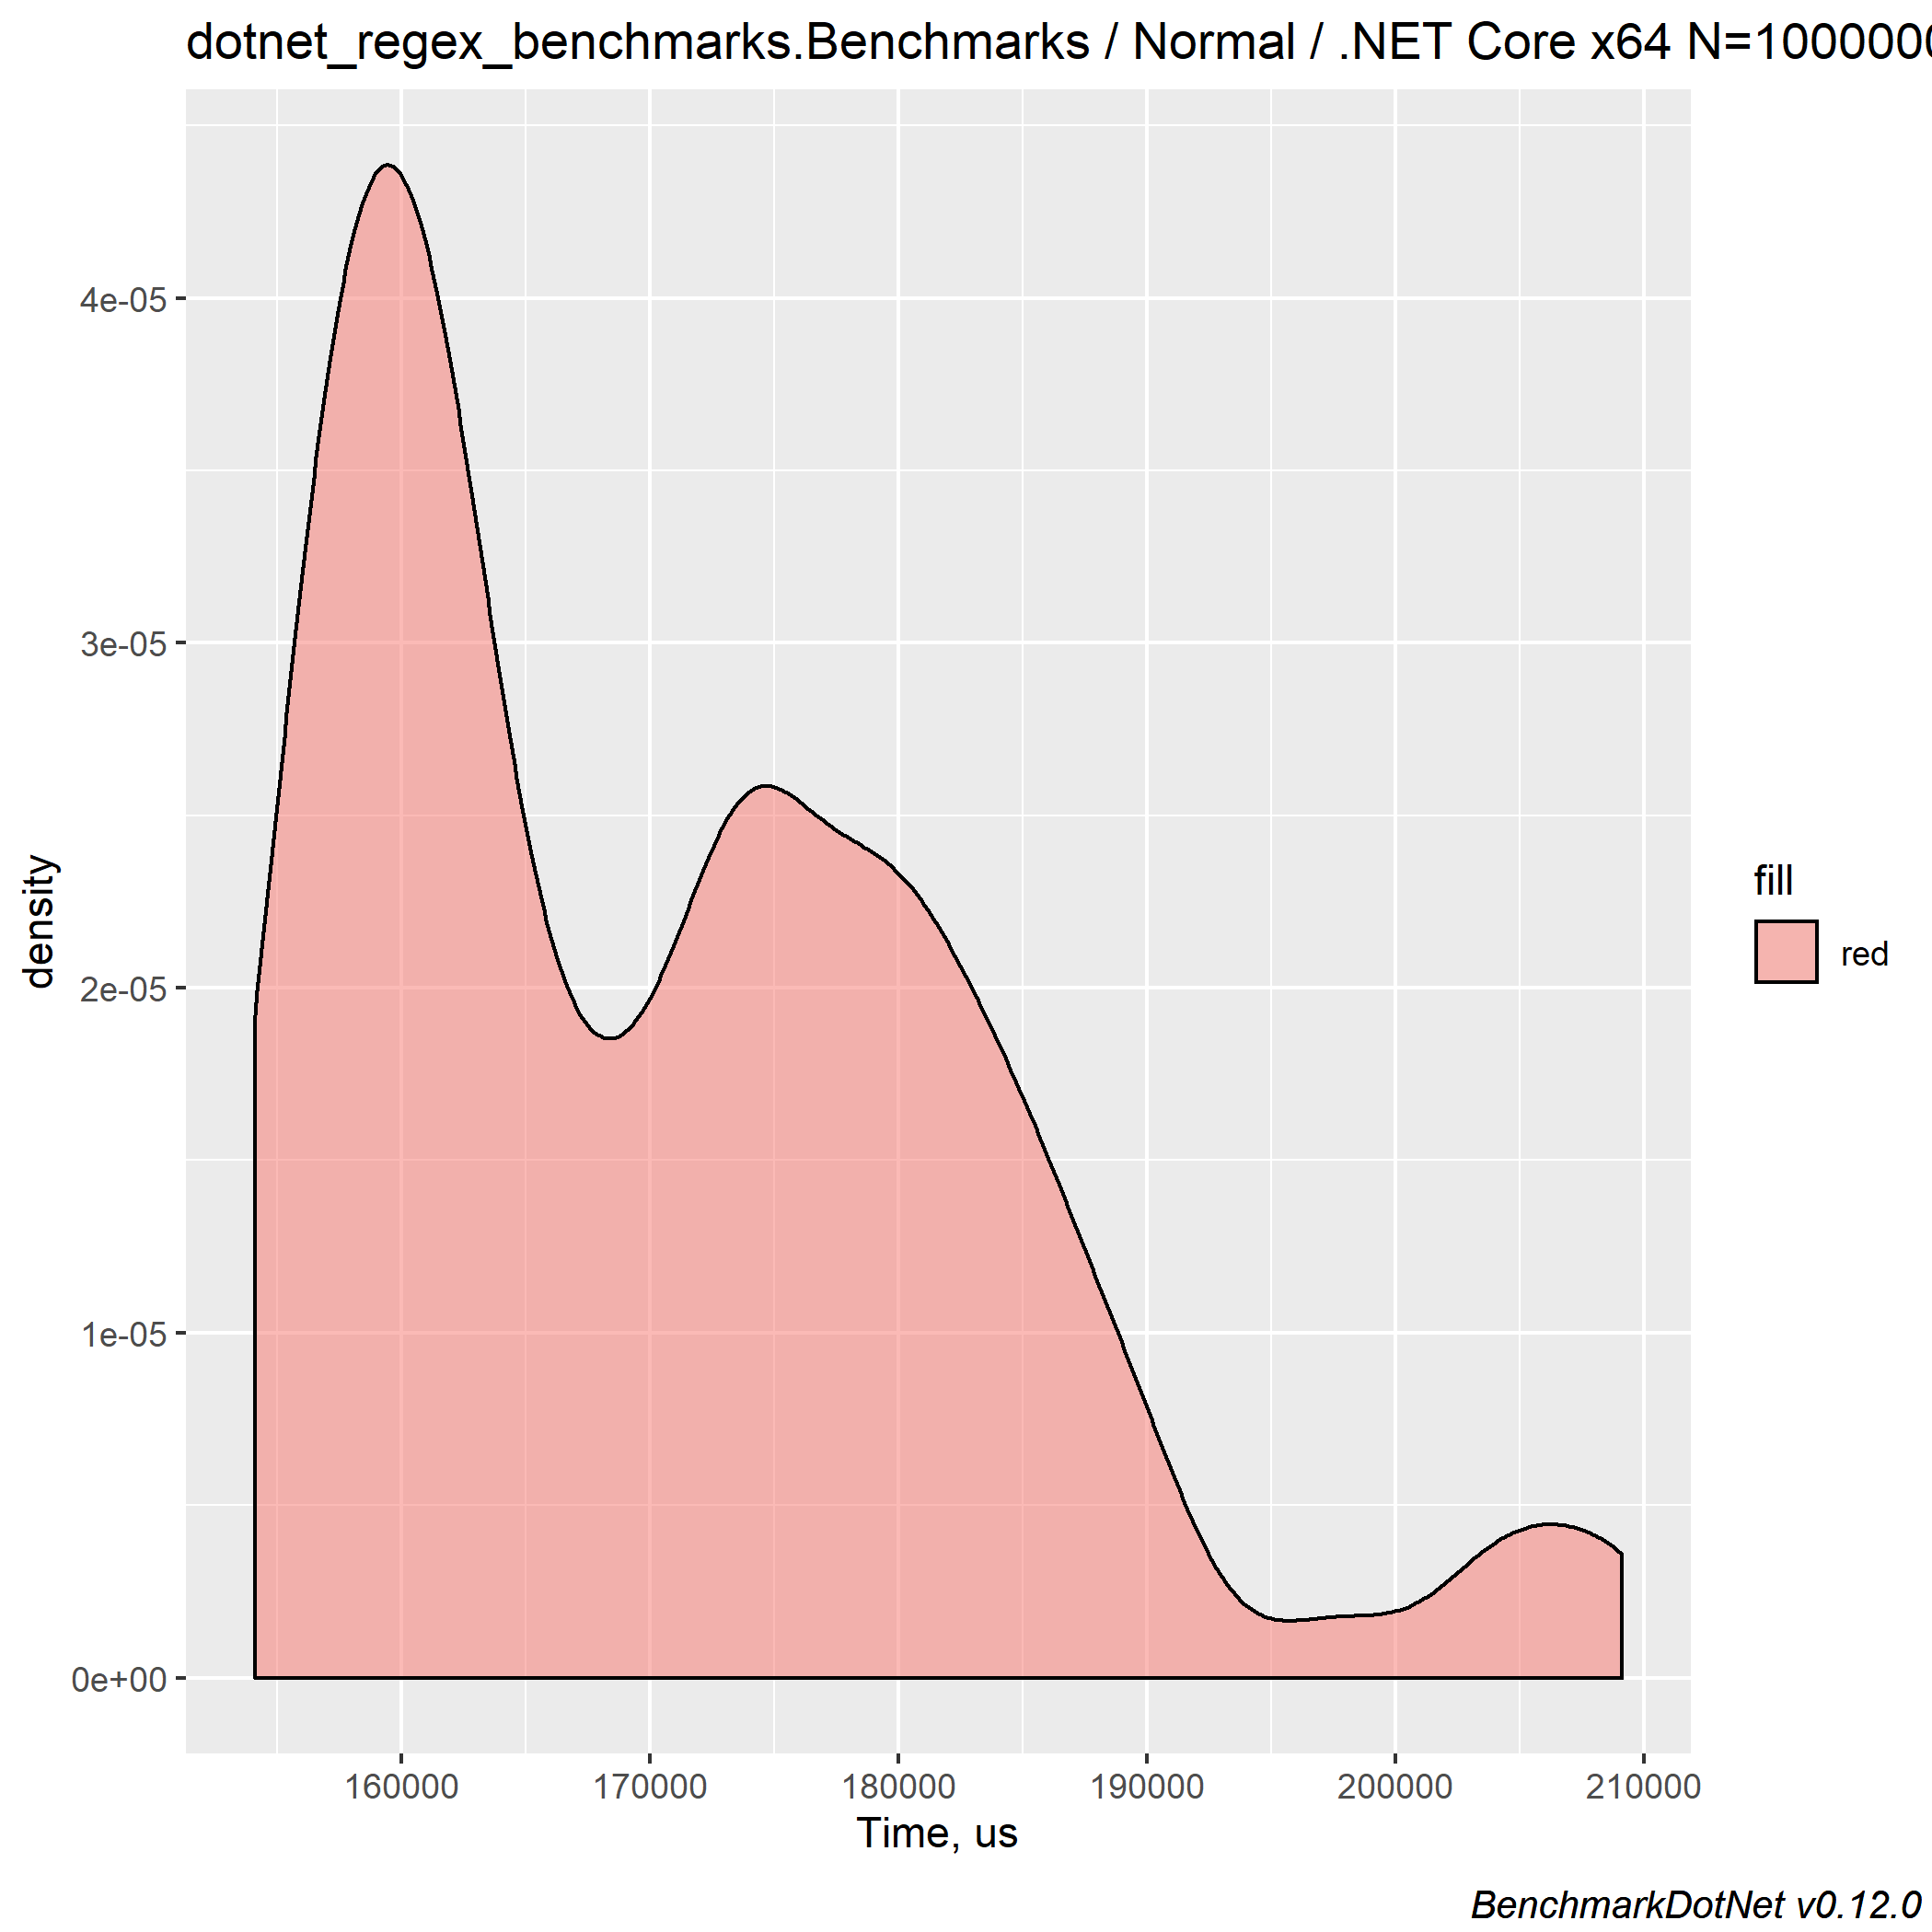 dotnet_regex_benchmarks.Benchmarks / Normal / .NET Core x64 N=1000000
4e-05
3e-05
2e-05
1e-05
0e+00
density
fill
red
160000 170000 180000 190000 200000 210000
Time, us
BenchmarkDotNet v0.12.0